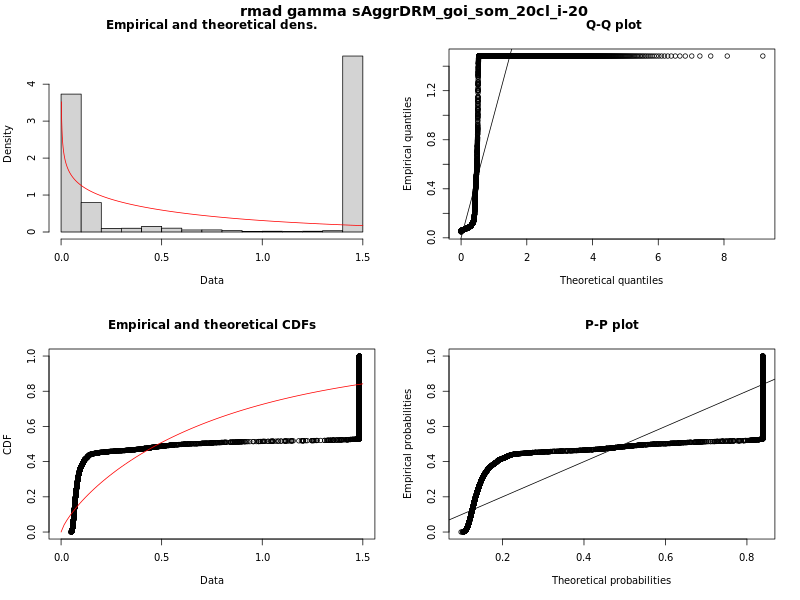 rmad gamma sAggrDRM_goi_som_20cl_i-20
Empirical and theoretical dens.
Density
0 1 2 3 4
0.0 0.5 1.0 1.5
Data
Q-Q plot
Empirical quantiles
0.0 0.4 0.8 1.2
0 2 4 6 8
Theoretical quantiles
Empirical and theoretical CDFs
CDF
0.0 0.2 0.4 0.6 0.8 1.0
0.0 0.5 1.0 1.5
Data
P-P plot
Empirical probabilities
0.0 0.2 0.4 0.6 0.8 1.0
0.2 0.4 0.6 0.8
Theoretical probabilities